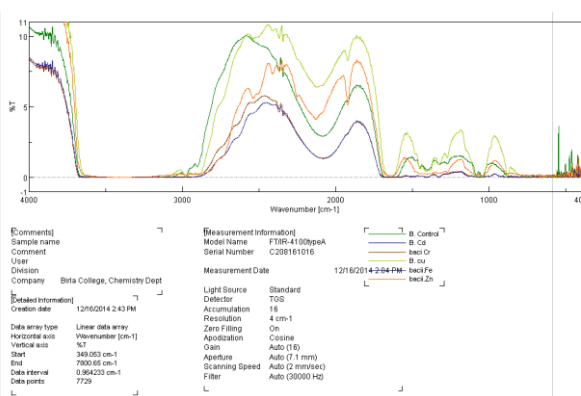 11
10
%T
5
0
-1
4000 3000 2000 1000 400
Wavenumber [cm-1]
[Comments]
Sample name
Comment
User
Division
Company Birla College, Chemistry Dept
[Detailed Information]
Creation date 12/16/2014 2:43 PM
Data array type Linear data array
Horizontal axis Wavenumber [cm-1]
Vertical axis %T
Start 349.053 cm-1
End 7800.65 cm-1
Data interval 0.964233 cm-1
Data points 7729
[Measurement Information]
Model Name FT/IR-4100typeA
Serial Number C208161016
Measurement Date 12/16/2014 2:04 PM
Light Source Standard
Detector TGS
Accumulation 16
Resolution 4 cm-1
Zero Filling On
Apodization Cosine
Gain Auto (16)
Aperture Auto (7.1 mm)
Scanning Speed Auto (2 mm/sec)
Filter Auto (30000 Hz)
B. Control
B. Cd
baci Cr
B. cu
bacii.Fe
bacii.Zn